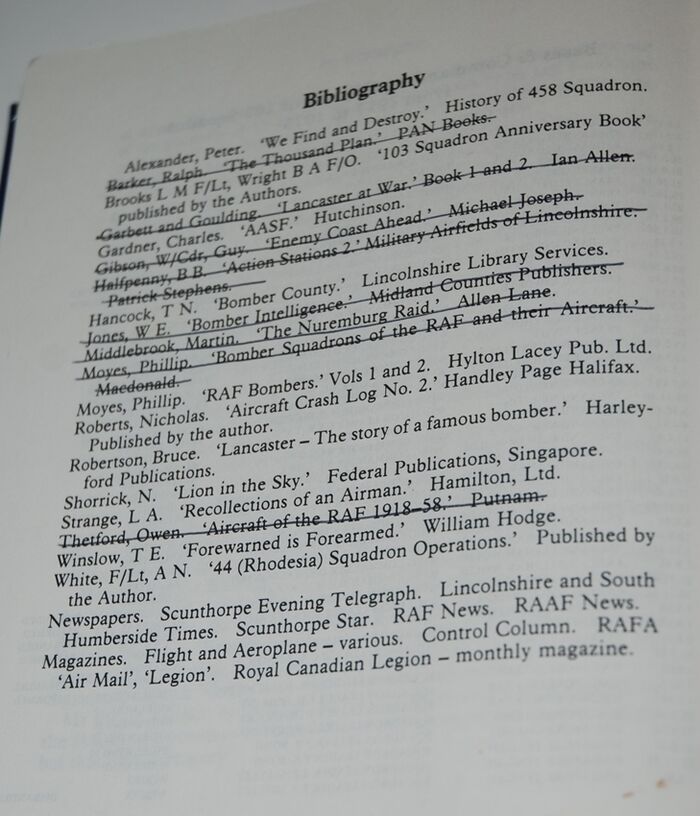 Bibliography
Alexander, Peter. 'We Find and Destroy.' History of 458 Squadron.
Barker, Ralph. 'The Thousand Plan.' PAN Books.
Brooks L M F/Lt, Wright B A F/O. '103 Squadron Anniversary Book'
published by the Authors.
Garbett and Goulding. 'Lancaster at War.' Book 1 and 2. Ian Allen.
Gardner, Charles. 'AASF.' Hutchinson.
Gibson, W/Cdr, Guy. 'Enemy Coast Ahead.' Michael Joseph.
Halfpenny, B B. 'Action Stations 2.' Military Airfields of Lincolnshire.
Patrick Stephens.
Hancock, T N. 'Bomber County.' Lincolnshire Library Services.
Jones, W E. 'Bomber Intelligence.' Midland Counties Publishers.
Middlebrook, Martin. 'The Nuremburg Raid.' Allen Lane.
Moyes, Phillip. 'Bomber Squadrons of the RAF and their Aircraft.'
Macdonald.
Moyes, Phillip. 'RAF Bombers.' Vols 1 and 2. Hylton Lacey Pub. Ltd.
Roberts, Nicholas. 'Aircraft Crash Log No. 2.' Handley Page Halifax.
Published by the author.
Robertson, Bruce. 'Lancaster – The story of a famous bomber.' Harley-
ford Publications.
Shorrick, N. 'Lion in the Sky.' Federal Publications, Singapore.
Strange, L A. 'Recollections of an Airman.' Hamilton, Ltd.
Thetford, Owen. 'Aircraft of the RAF 1918–58.' Putnam.
Winslow, T E. 'Forewarned is Forearmed.' William Hodge.
White, F/Lt, A N. '44 (Rhodesia) Squadron Operations.' Published by
the Author.
Newspapers. Scunthorpe Evening Telegraph. Lincolnshire and South
Humberside Times. Scunthorpe Star. RAF News. RAAF News.
Magazines. Flight and Aeroplane – various. Control Column. RAFA
'Air Mail', 'Legion'. Royal Canadian Legion – monthly magazine.